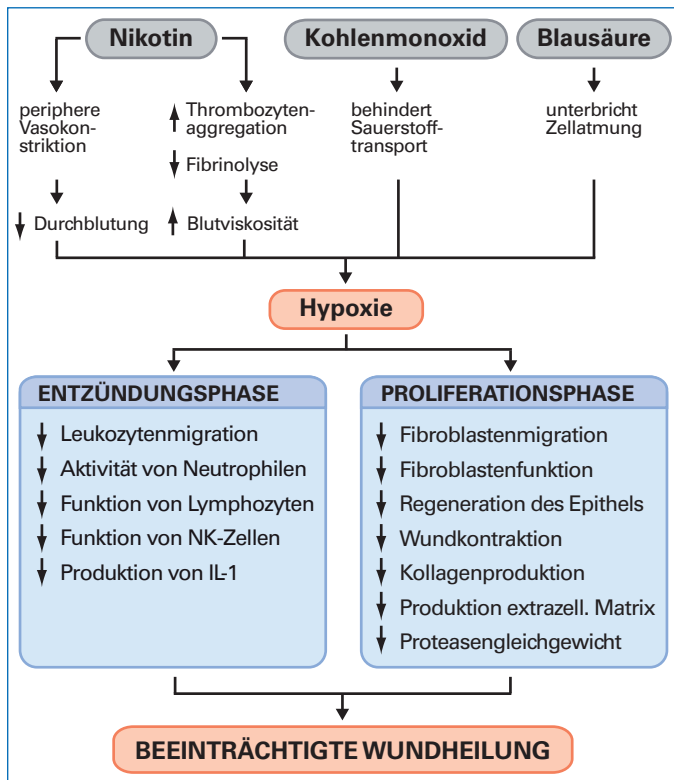 Nikotin
Kohlenmonoxid
Blausäure
periphere
Vasokon-
striktion
Thrombozyten-
aggregation
Fibrinolyse
behindert
Sauerstoff-
transport
unterbricht
Zellatmung
Durchblutung
Blutviskosität
Hypoxie
ENTZÜNDUNGSPHASE
Leukozytenmigration
Aktivität von Neutrophilen
Funktion von Lymphozyten
Funktion von NK-Zellen
Produktion von IL-1
PROLIFERATIONSPHASE
Fibroblastenmigration
Fibroblastenfunktion
Regeneration des Epithels
Wundkontraktion
Kollagenproduktion
Produktion extrazell. Matrix
Proteasengleichgewicht
BEEINTRÄCHTIGTE WUNDHEILUNG